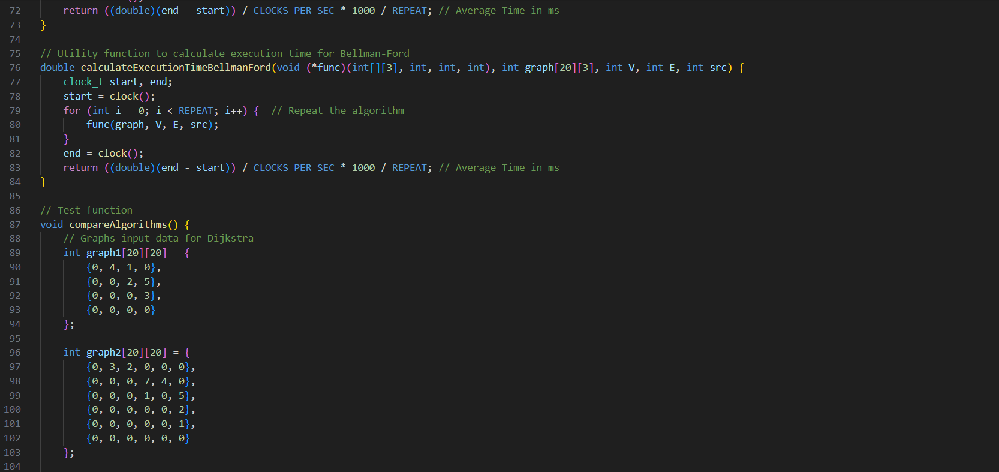 72 return ((double)(end - start)) / CLOCKS_PER_SEC * 1000 / REPEAT; // Average Time in ms
73 }
74
75 // Utility function to calculate execution time for Bellman-Ford
76 double calculateExecutionTimeBellmanFord(void (*func)(int[][3], int, int, int), int graph[20][3], int V, int E, int src) {
77     clock_t start, end;
78     start = clock();
79     for (int i = 0; i < REPEAT; i++) {  // Repeat the algorithm
80         func(graph, V, E, src);
81     }
82     end = clock();
83     return ((double)(end - start)) / CLOCKS_PER_SEC * 1000 / REPEAT; // Average Time in ms
84 }
85
86 // Test function
87 void compareAlgorithms() {
88     // Graphs input data for Dijkstra
89     int graph1[20][20] = {
90         {0, 4, 1, 0},
91         {0, 0, 2, 5},
92         {0, 0, 0, 3},
93         {0, 0, 0, 0}
94     };
95
96     int graph2[20][20] = {
97         {0, 3, 2, 0, 0, 0},
98         {0, 0, 0, 7, 4, 0},
99         {0, 0, 0, 1, 0, 5},
100         {0, 0, 0, 0, 0, 2},
101         {0, 0, 0, 0, 0, 1},
102         {0, 0, 0, 0, 0, 0}
103     };
104